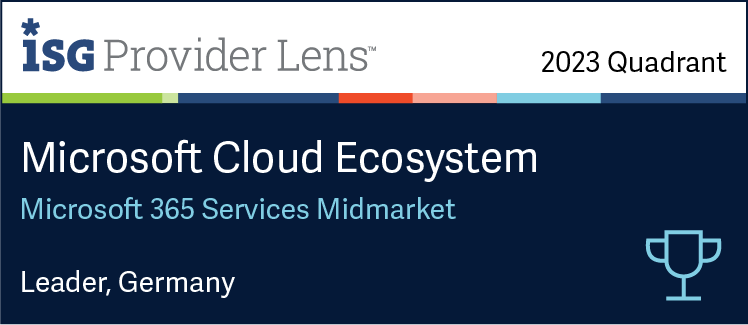 ISG Provider Lens™
2023 Quadrant
Microsoft Cloud Ecosystem
Microsoft 365 Services Midmarket
Leader, Germany